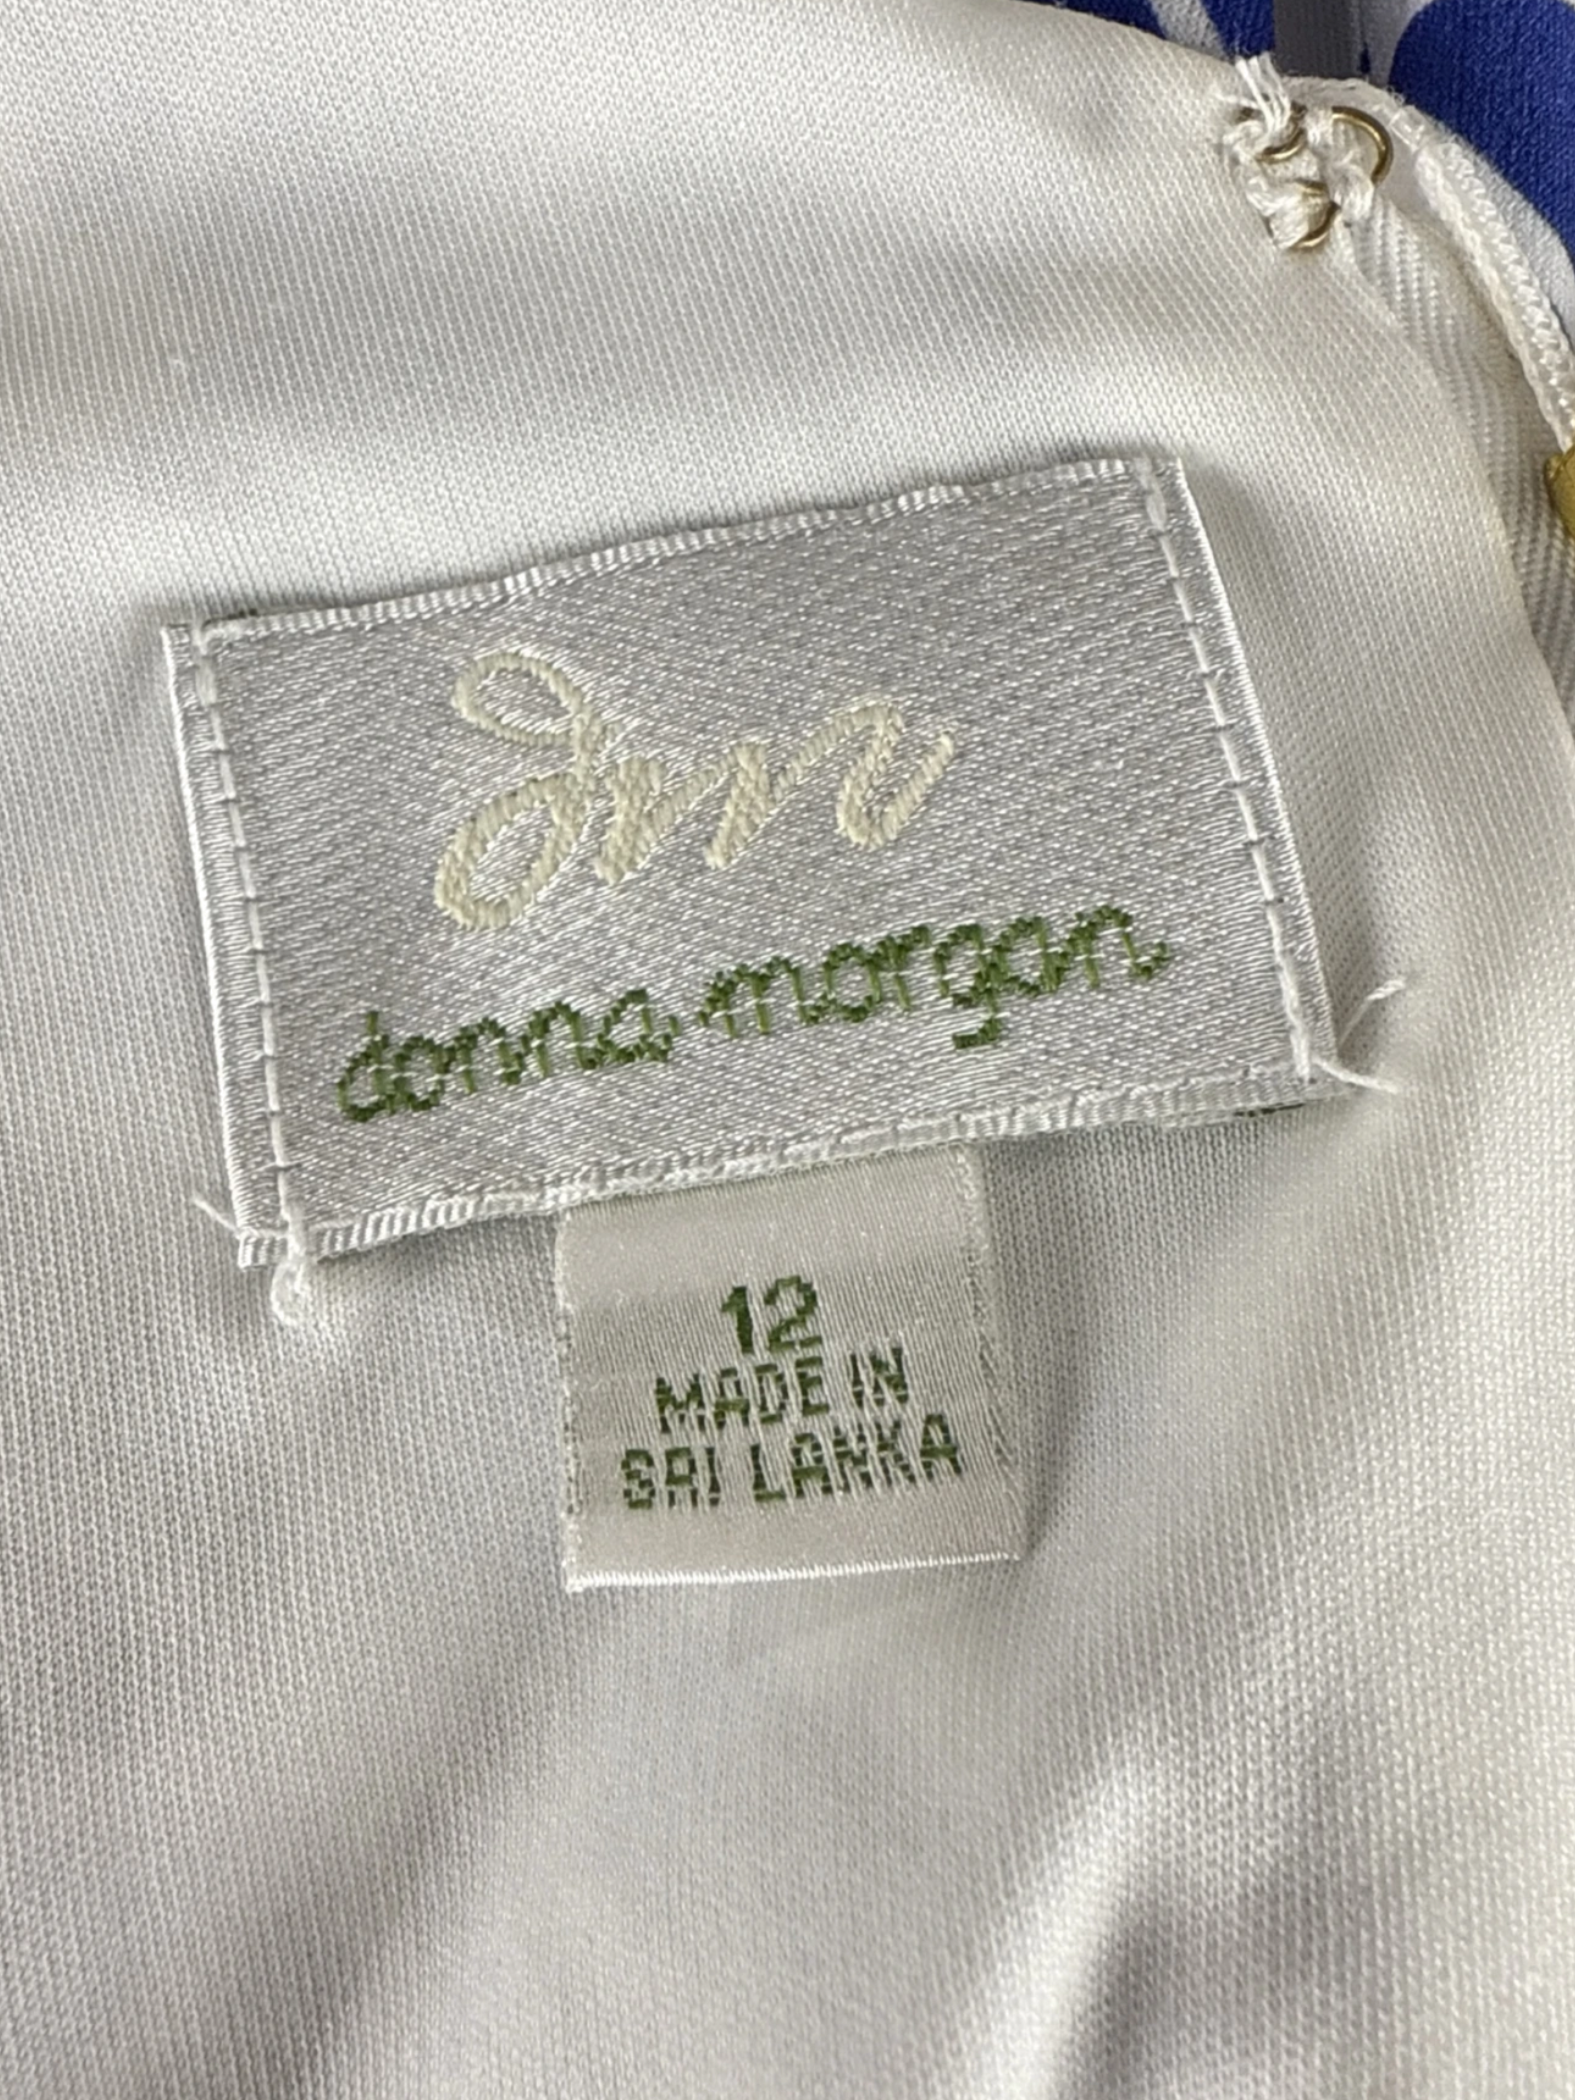 dm
donna morgan
12
MADE IN
SRI LANKA